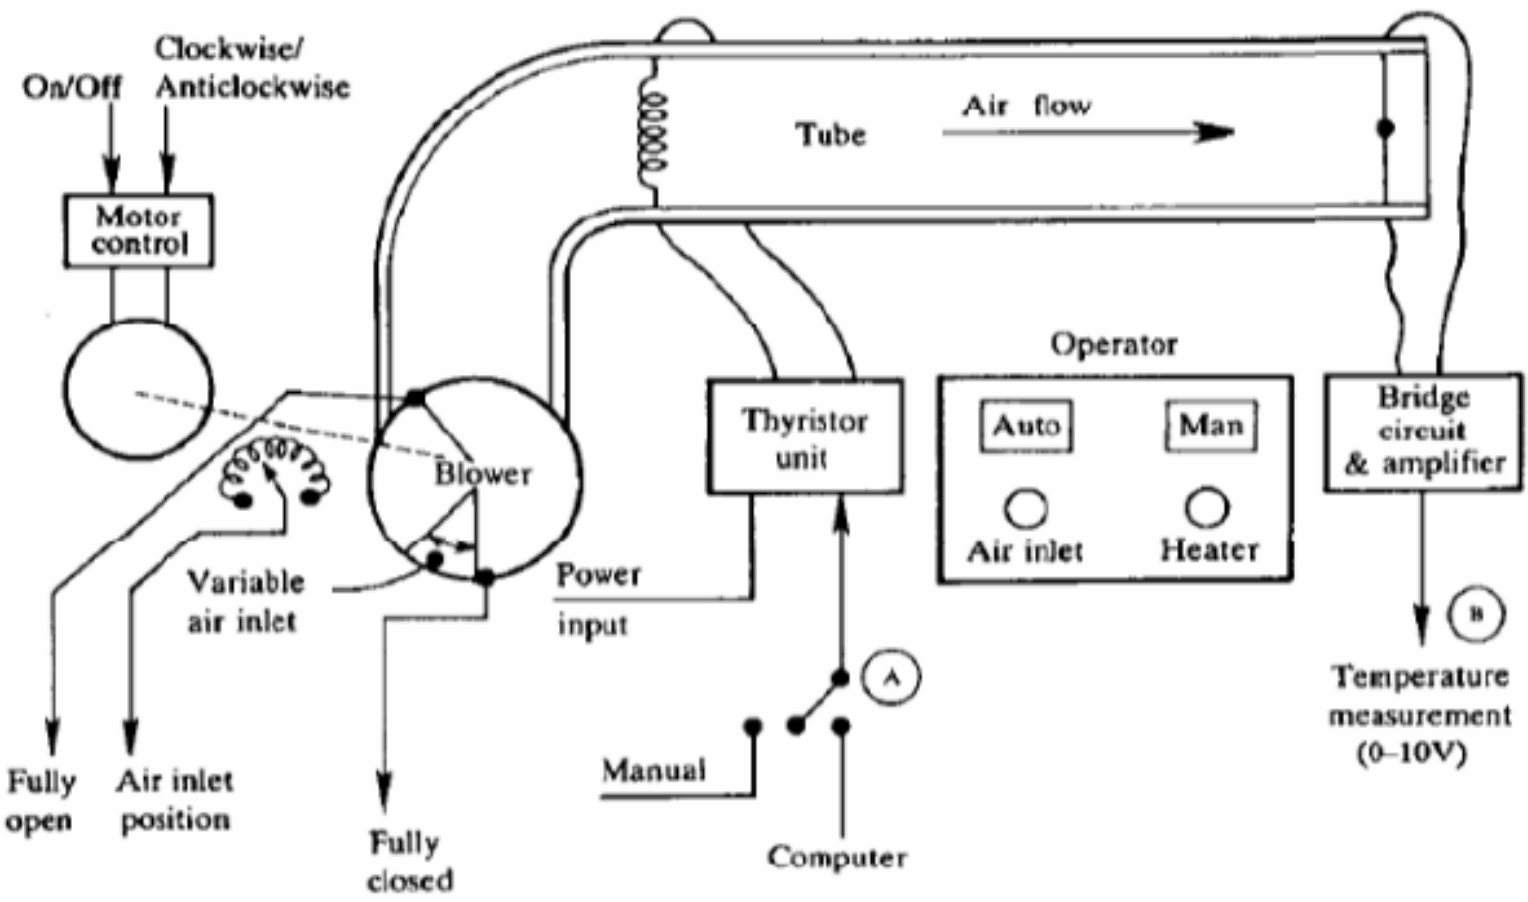 Clockwise/
On/Off Anticlockwise
Motor
control
Tube
Air flow
Blower
Variable
air inlet
Fully
open
Air inlet
position
Fully
closed
Power
input
Thyristor
unit
A
Manual
Computer
Operator
Auto
Man
Air inlet
Heater
Bridge
circuit
& amplifier
B
Temperature
measurement
(0–10V)